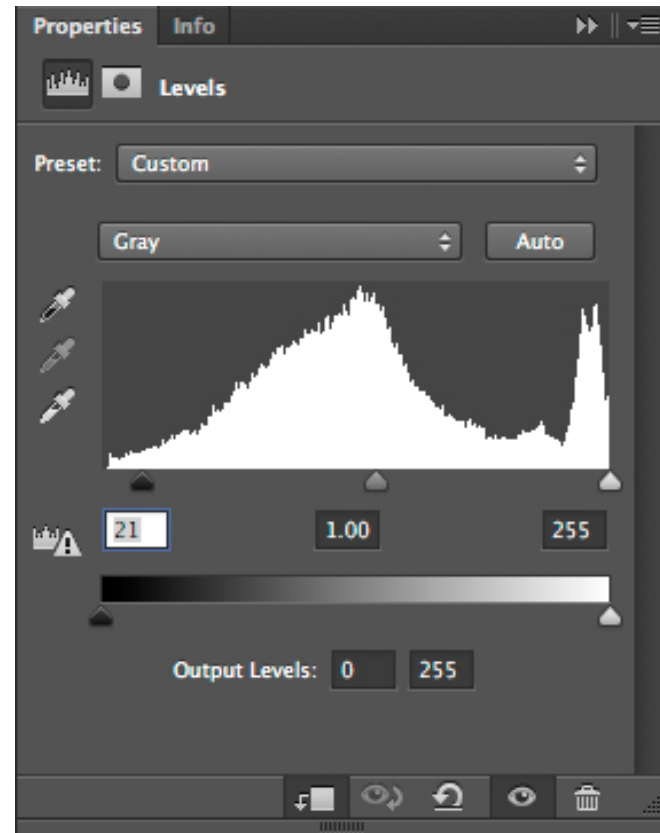 Properties Info
Levels
Preset: Custom
Gray Auto
21 1.00 255
Output Levels: 0 255